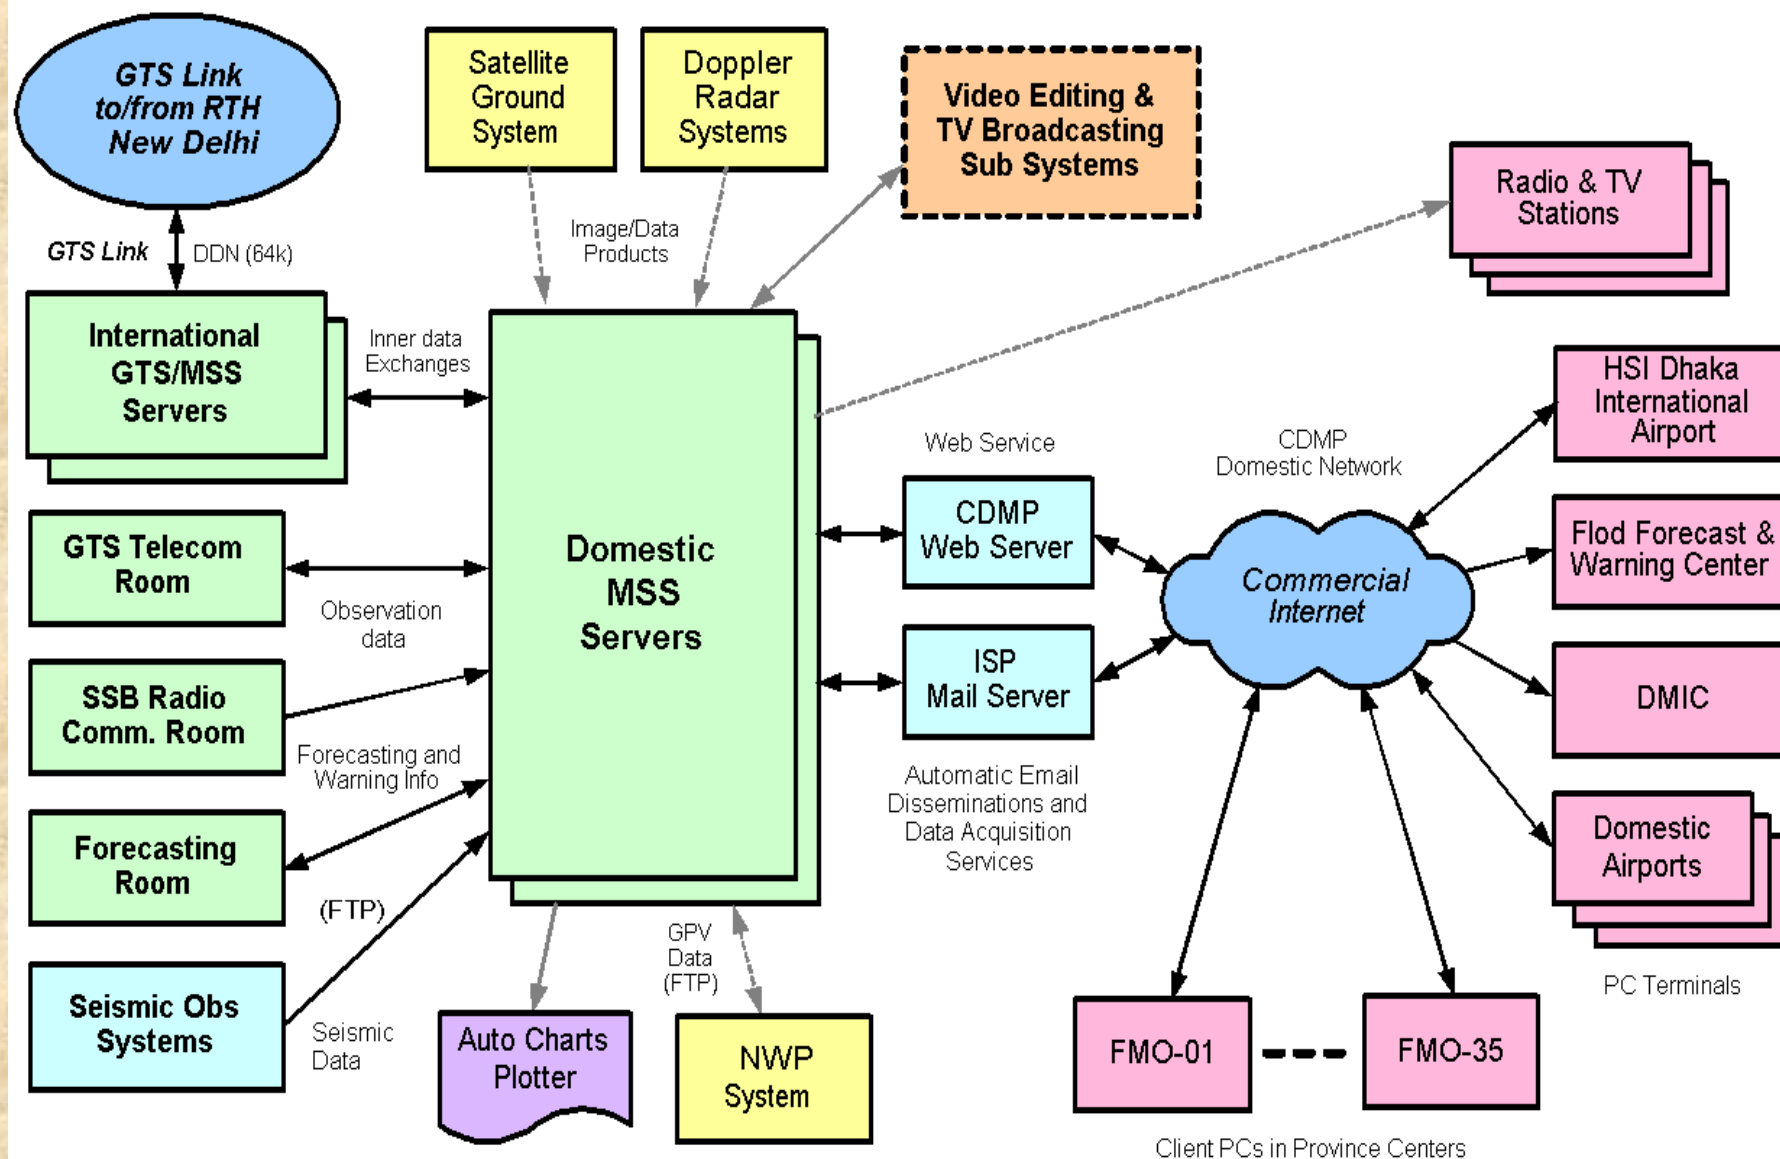 GTS Link
to/from RTH
New Delhi
Satellite
Ground
System
Doppler
Radar
Systems
Video Editing &
TV Broadcasting
Sub Systems
Radio & TV
Stations
GTS Link
DDN (64k)
Image/Data
Products
International
GTS/MSS
Servers
Inner data
Exchanges
HSI Dhaka
International
Airport
Web Service
CDMP
Domestic Network
GTS Telecom
Room
Observation
data
Domestic
MSS
Servers
CDMP
Web Server
Commercial
Internet
Flod Forecast &
Warning Center
SSB Radio
Comm. Room
ISP
Mail Server
DMIC
Forecasting and
Warning Info
Automatic Email
Disseminations and
Data Acquisition
Services
Forecasting
Room
Domestic
Airports
(FTP)
GPV
Data
(FTP)
PC Terminals
Seismic Obs
Systems
Seismic
Data
Auto Charts
Plotter
NWP
System
FMO-01
FMO-35
Client PCs in Province Centers